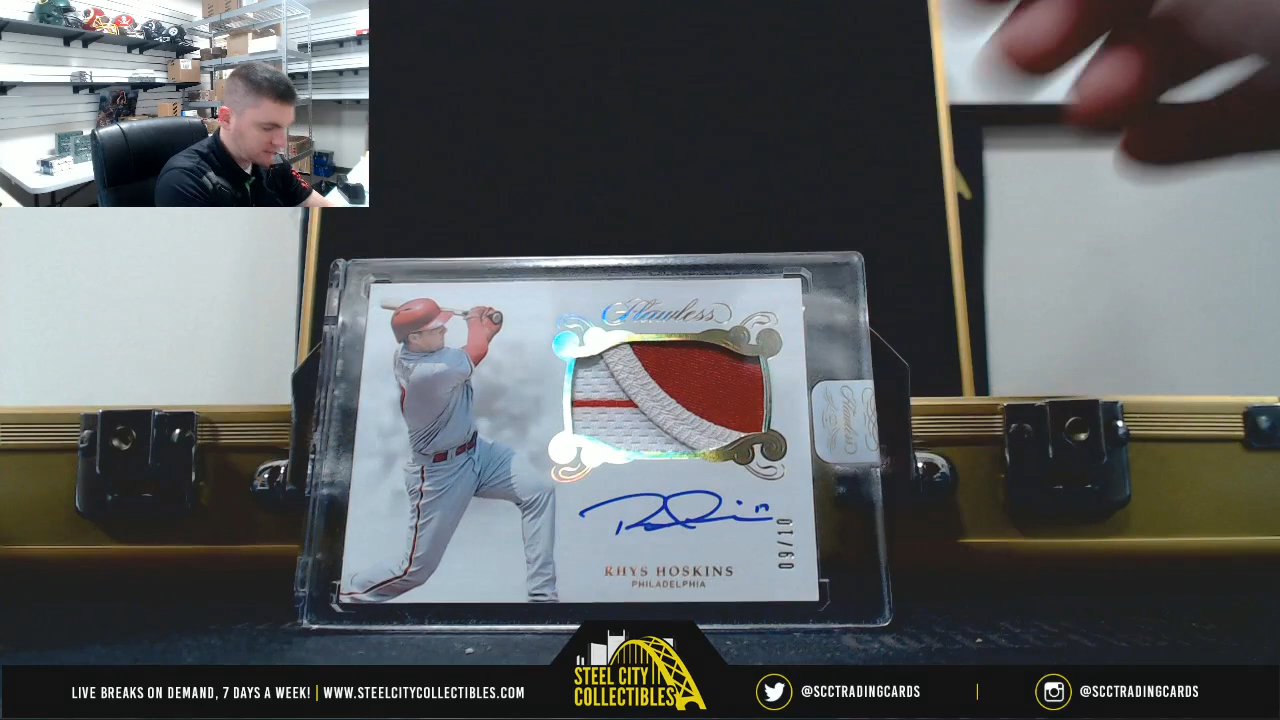 Flawless
Flawless
RHYS HOSKINS
PHILADELPHIA
09/10
STEEL CITY
COLLECTIBLES
LIVE BREAKS ON DEMAND, 7 DAYS A WEEK! | WWW.STEELCITYCOLLECTIBLES.COM
@SCCTRADINGCARDS | @SCCTRADINGCARDS